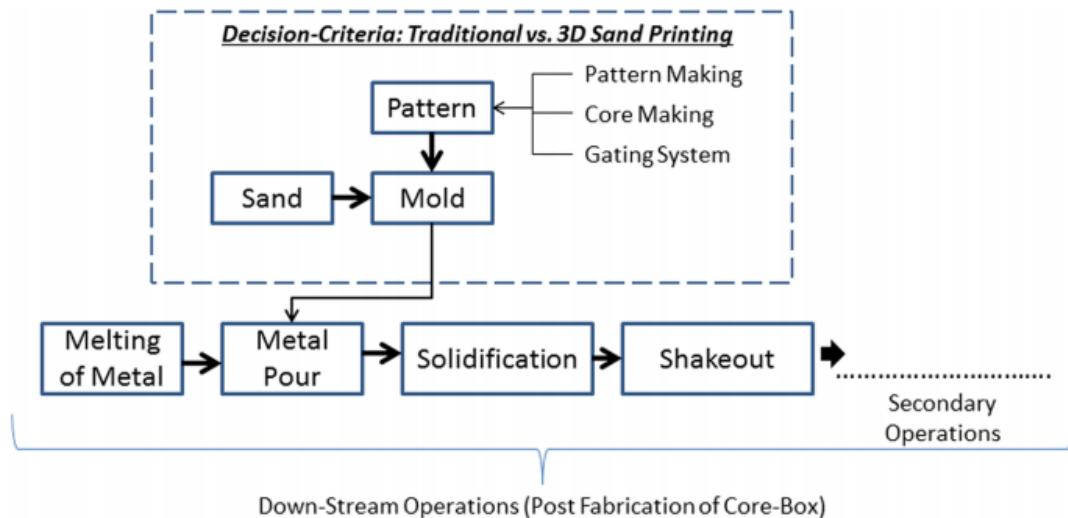 Decision-Criteria: Traditional vs. 3D Sand Printing
Pattern Making
Pattern
Core Making
Gating System
Sand
Mold
Melting
of Metal
Metal
Pour
Solidification
Shakeout
Secondary
Operations
Down-Stream Operations (Post Fabrication of Core-Box)